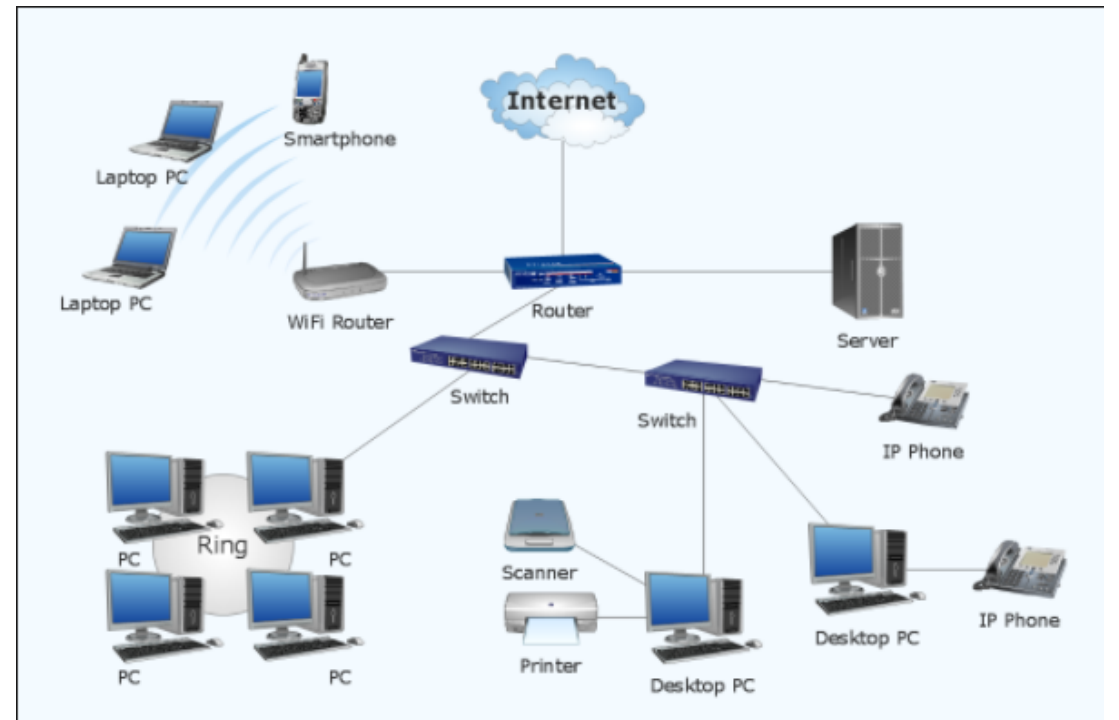 Internet
Smartphone
Laptop PC
Laptop PC
WiFi Router
Router
Server
Switch
Switch
IP Phone
Ring
PC
PC
PC
PC
Scanner
Printer
Desktop PC
Desktop PC
IP Phone